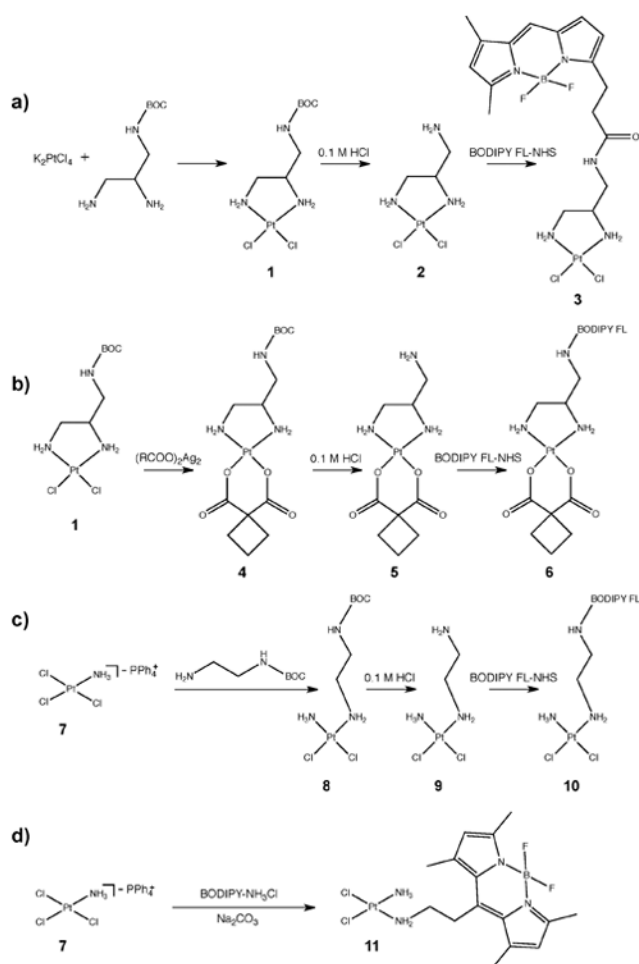 a)
K2PtCl4 +
BOC
HN
H2N
NH2
BOC
HN
H2N
NH2
Pt
Cl
Cl
1
0.1 M HCl
H2N
H2N
NH2
Pt
Cl
Cl
2
BODIPY FL-NHS
N
B
N
F
F
O
HN
H2N
NH2
Pt
Cl
Cl
3
b)
BOC
HN
H2N
NH2
Pt
Cl
Cl
1
(RCOO)2Ag2
BOC
HN
H2N
NH2
Pt
O
O
O
O
4
0.1 M HCl
H2N
H2N
NH2
Pt
O
O
O
O
5
BODIPY FL-NHS
BODIPY FL
HN
H2N
NH2
Pt
O
O
O
O
6
c)
Cl
NH3
Pt
Cl
Cl
– PPh4+
7
H2N
H
N
BOC
BOC
HN
H3N
NH2
Pt
Cl
Cl
8
0.1 M HCl
H2N
H3N
NH2
Pt
Cl
Cl
9
BODIPY FL-NHS
BODIPY FL
HN
H3N
NH2
Pt
Cl
Cl
10
d)
Cl
NH3
Pt
Cl
Cl
– PPh4+
7
BODIPY-NH3Cl
Na2CO3
Cl
NH3
Pt
Cl
NH2
11
N
B
N
F
F